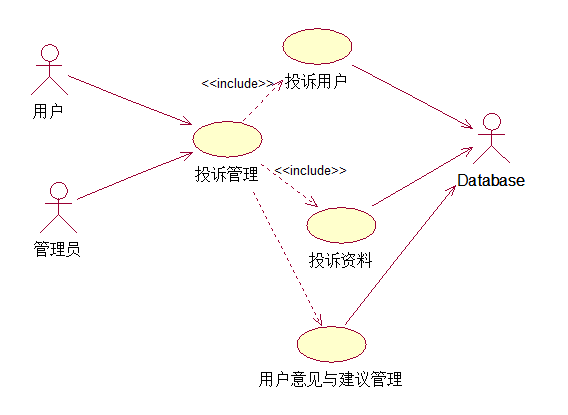 <<include>>
投诉用户
用户
投诉管理
<<include>>
Database
管理员
投诉资料
用户意见与建议管理